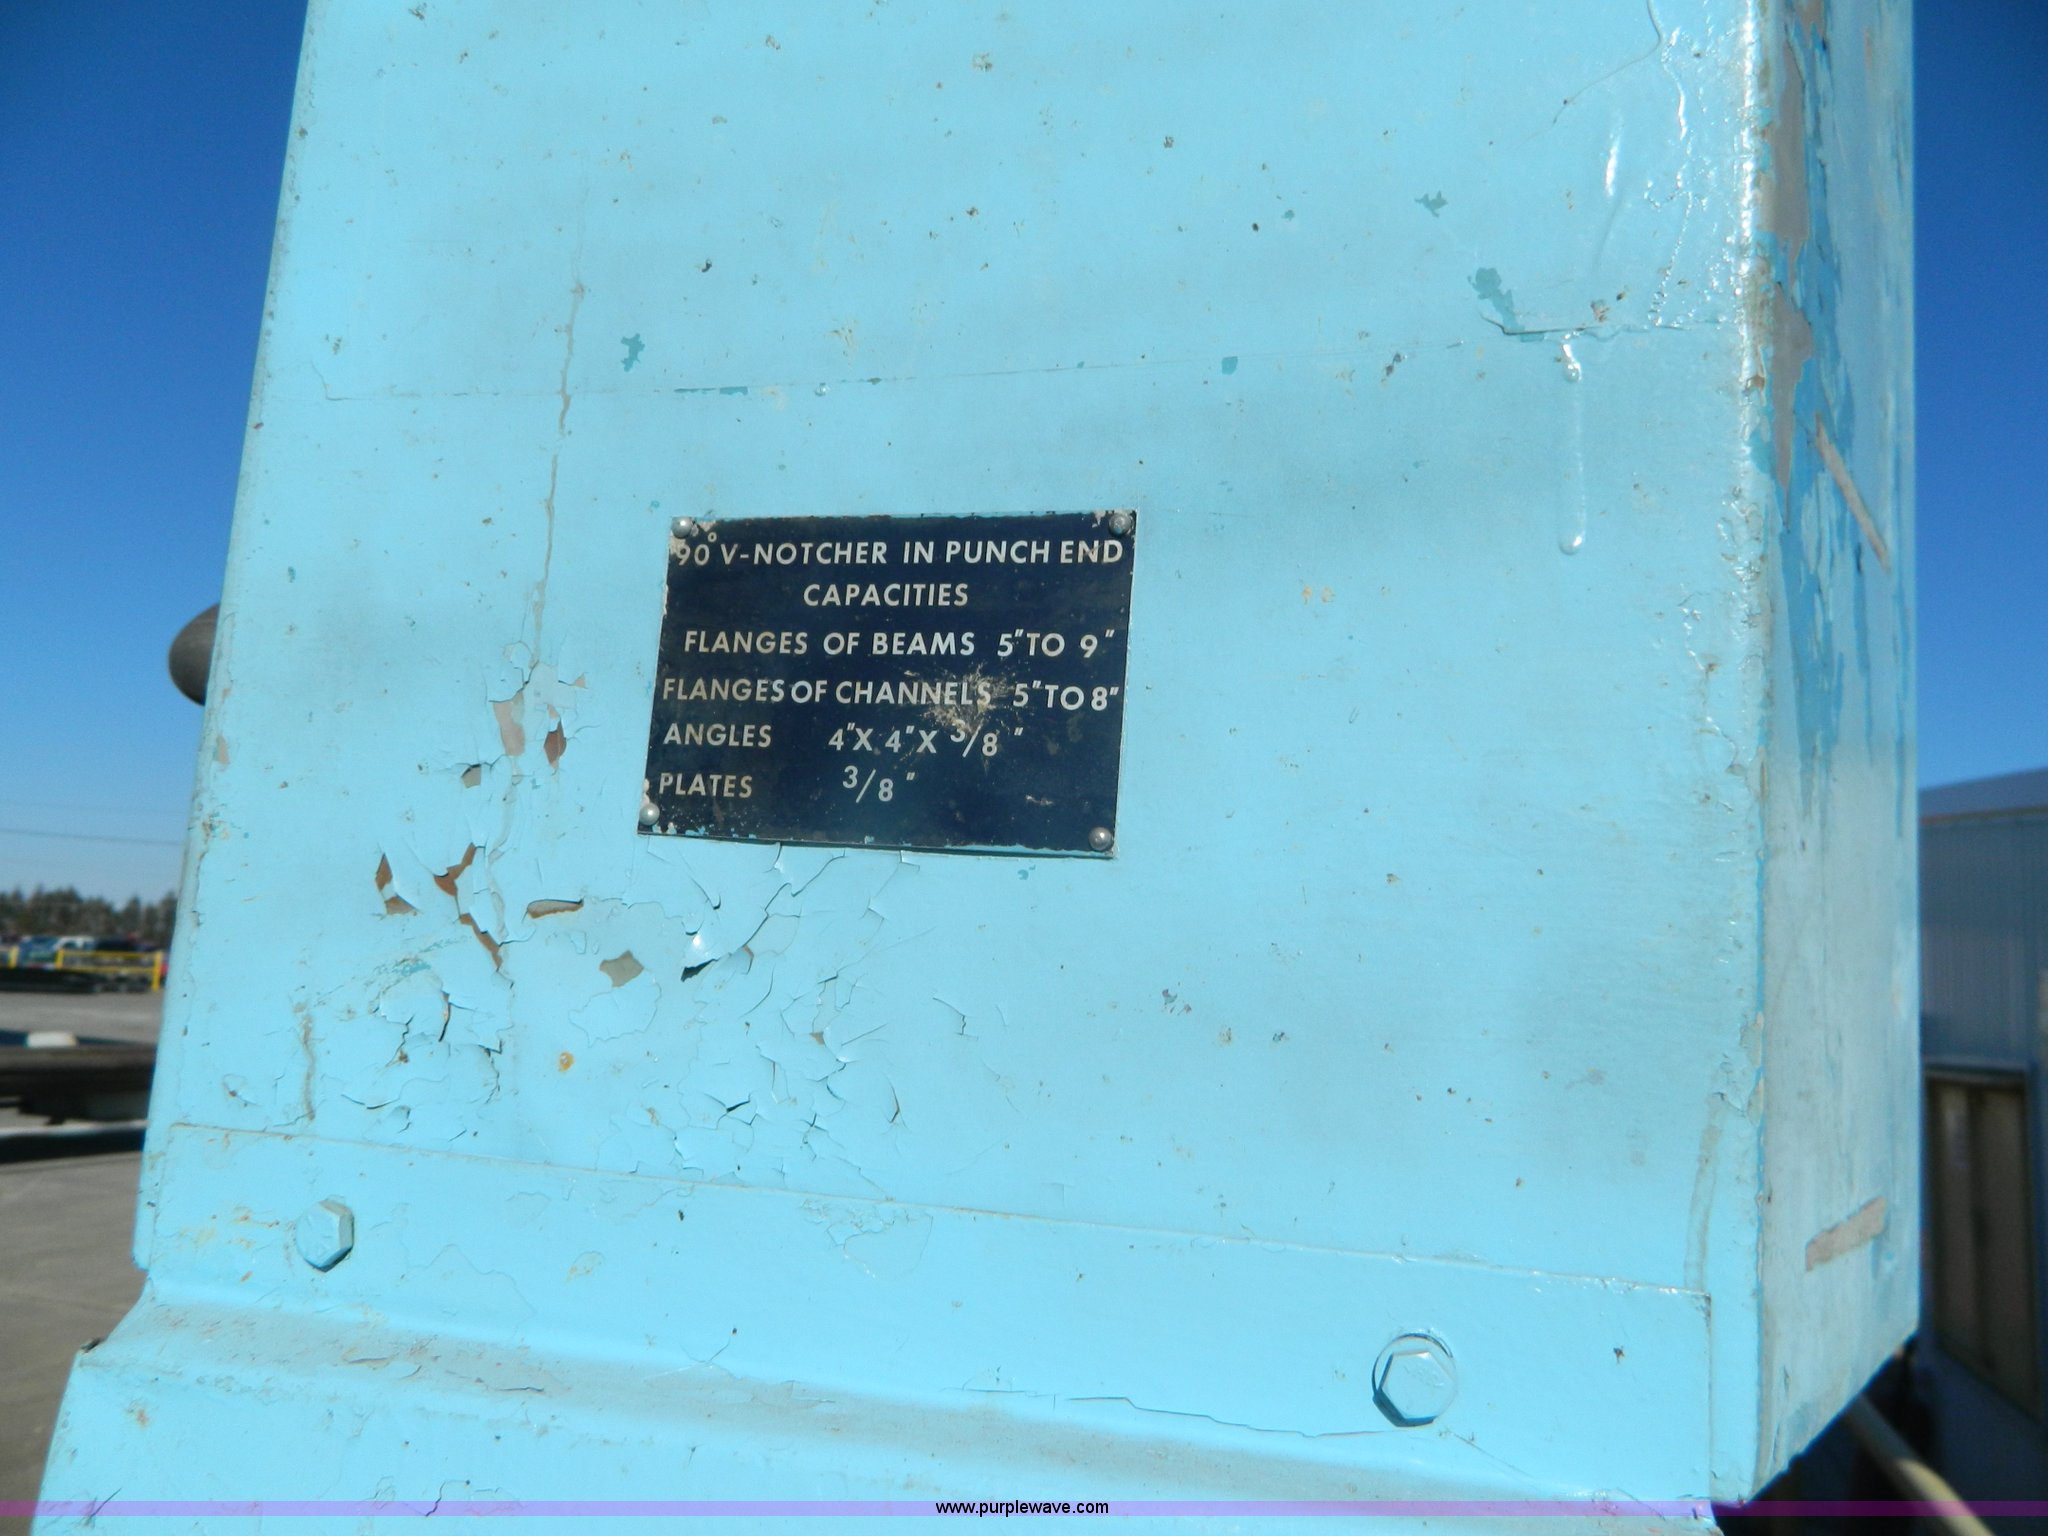 90° V-NOTCHER IN PUNCH END
CAPACITIES
FLANGES OF BEAMS 5" TO 9"
FLANGES OF CHANNELS 5" TO 8"
ANGLES 4" X 4" X 3/8"
PLATES 3/8"
www.purplewave.com